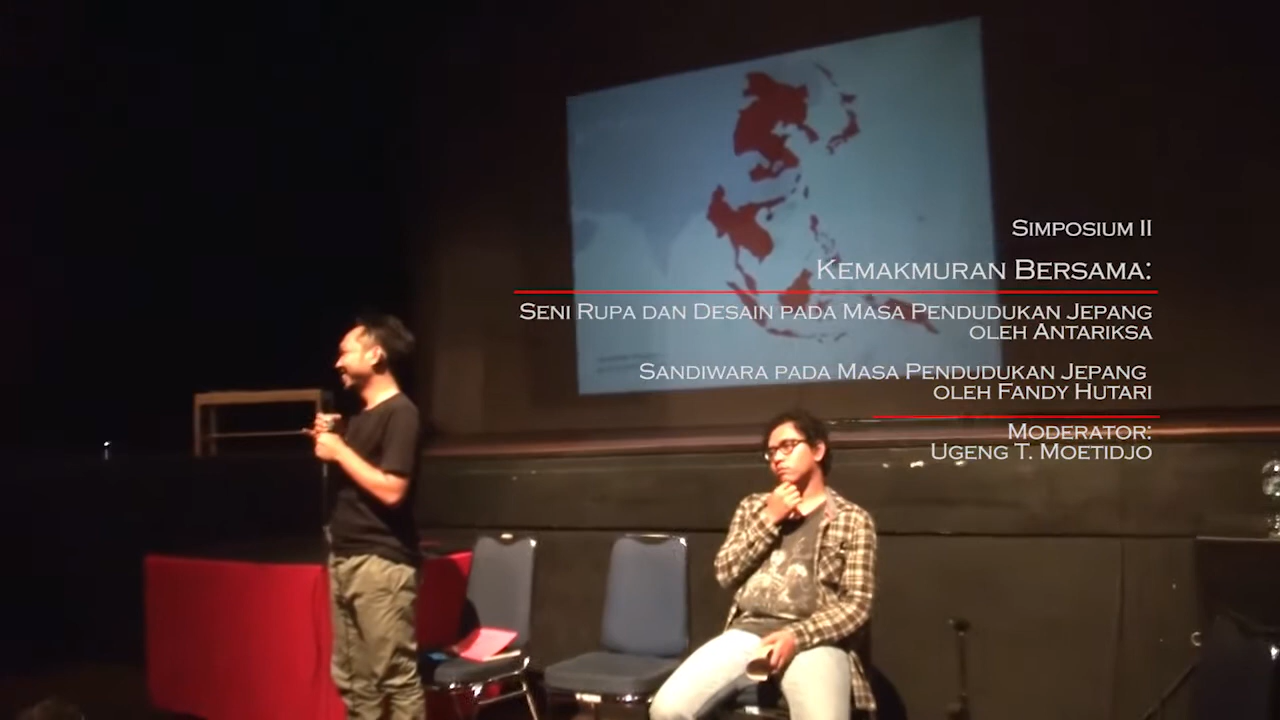 Simposium II
Kemakmuran Bersama:
Seni Rupa dan Desain pada Masa Pendudukan Jepang
oleh Antariksa
Sandiwara pada Masa Pendudukan Jepang
oleh Fandy Hutari
Moderator:
Ugeng T. Moetidjo